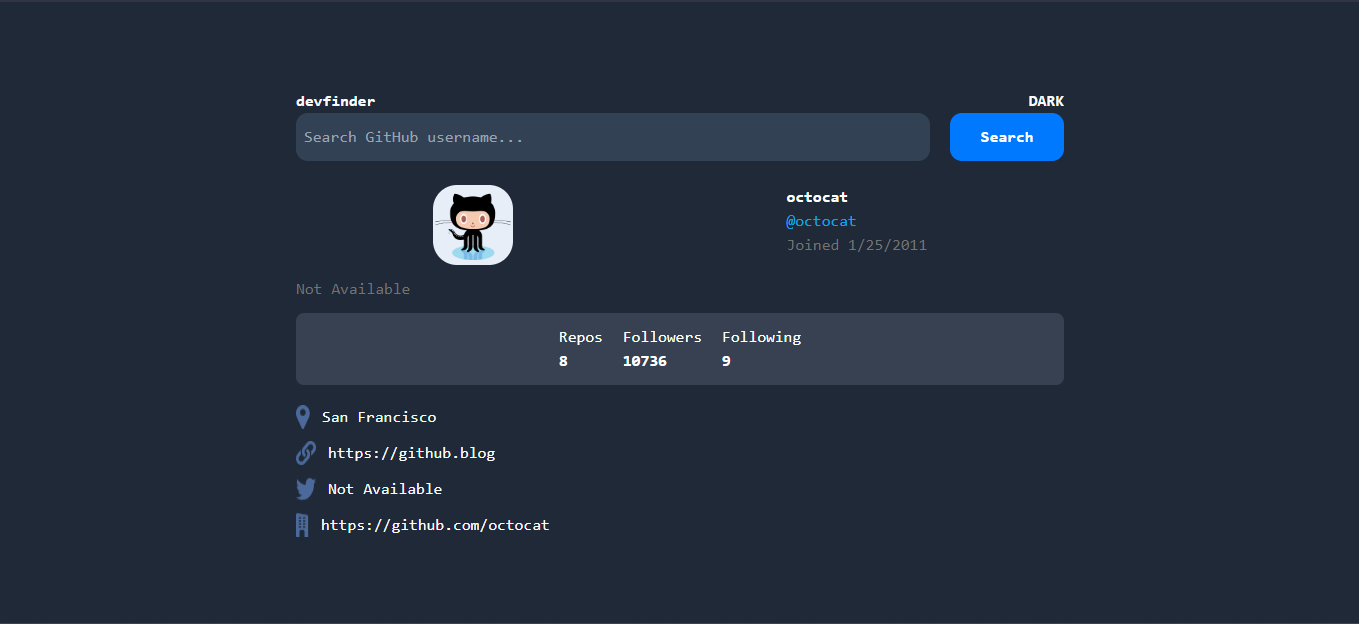 devfinder
DARK
Search GitHub username...
Search
octocat
@octocat
Joined 1/25/2011
Not Available
Repos Followers Following
8 10736 9
San Francisco
https://github.blog
Not Available
https://github.com/octocat